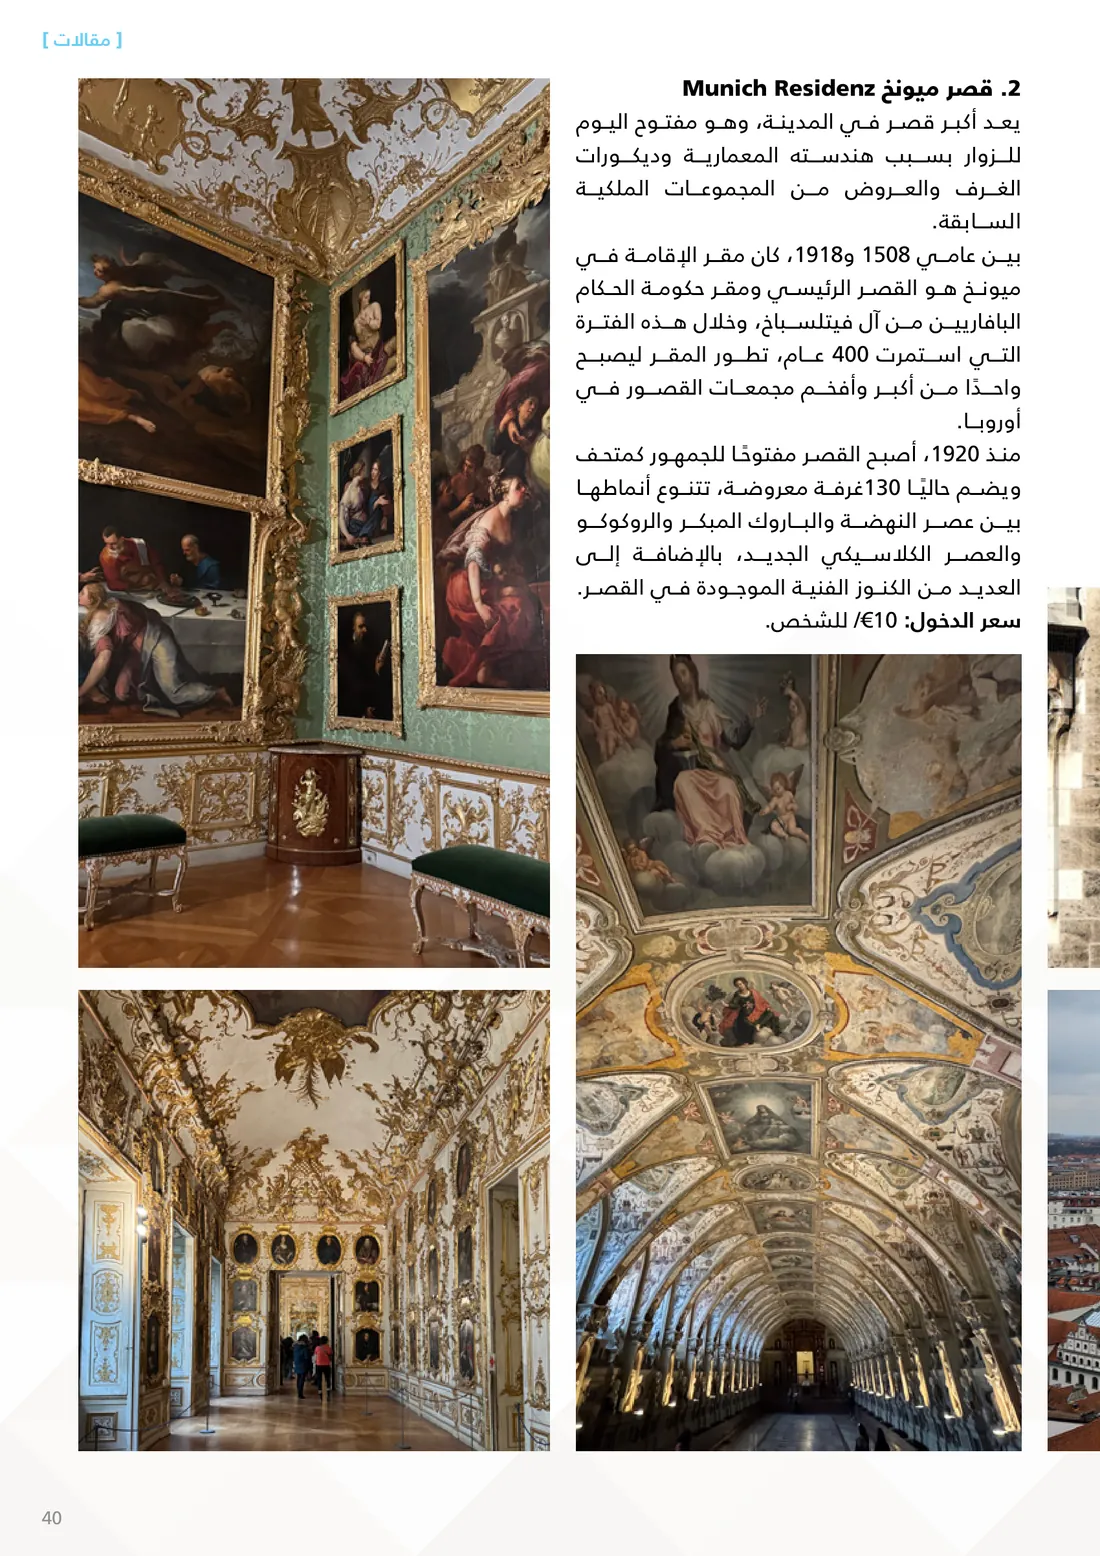 [ مقالات ]
2. قصر ميونخ Munich Residenz
يعد أكبر قصر في المدينة، وهو مفتوح اليوم
للزوار بسبب هندسته المعمارية وديكورات
الغرف والعروض من المجموعات الملكية
السابقة.
بين عامي 1508 و1918، كان مقر الإقامة في
ميونخ هو القصر الرئيسي ومقر حكومة الحكام
البافاريين من آل فيتلسباخ، وخلال هذه الفترة
التي استمرت 400 عام، تطور المقر ليصبح
واحدًا من أكبر وأفخم مجمعات القصور في
أوروبا.
منذ 1920، أصبح القصر مفتوحًا للجمهور كمتحف
ويضم حاليًا 130غرفة معروضة، تتنوع أنماطها
بين عصر النهضة والباروك المبكر والروكوكو
والعصر الكلاسيكي الجديد، بالإضافة إلى
العديد من الكنوز الفنية الموجودة في القصر.
سعر الدخول: 10€/ للشخص.
40